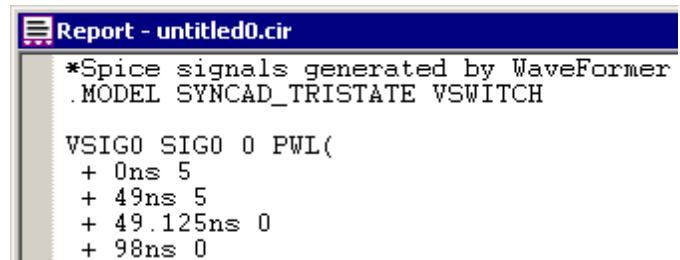 Report - untitled0.cir
*Spice signals generated by WaveFormer
.MODEL SYNCAD_TRISTATE VSWITCH
VSIG0 SIG0 0 PWL(
+ 0ns 5
+ 49ns 5
+ 49.125ns 0
+ 98ns 0